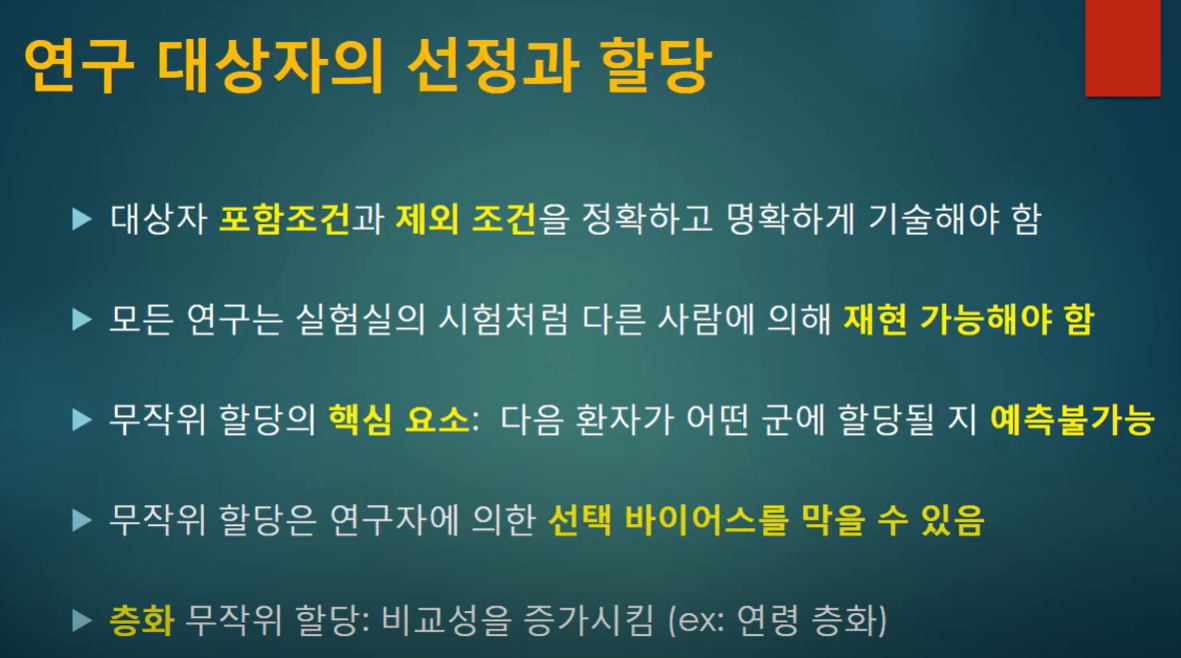 연구 대상자의 선정과 할당
▶ 대상자 포함조건과 제외 조건을 정확하고 명확하게 기술해야 함
▶ 모든 연구는 실험실의 시험처럼 다른 사람에 의해 재현 가능해야 함
▶ 무작위 할당의 핵심 요소: 다음 환자가 어떤 군에 할당될 지 예측불가능
▶ 무작위 할당은 연구자에 의한 선택 바이어스를 막을 수 있음
▶ 층화 무작위 할당: 비교성을 증가시킴 (ex: 연령 층화)